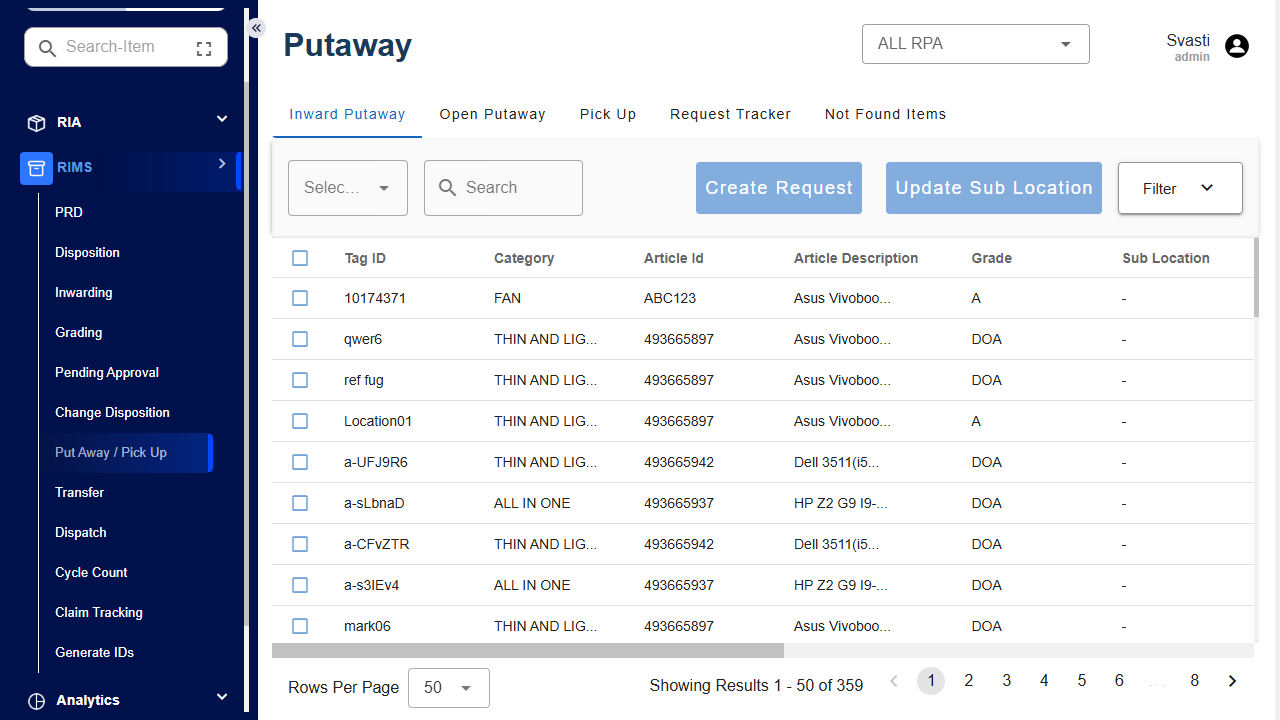 Search-Item
RIA
RIMS
PRD
Disposition
Inwarding
Grading
Pending Approval
Change Disposition
Put Away / Pick Up
Transfer
Dispatch
Cycle Count
Claim Tracking
Generate IDs
Analytics
Putaway
ALL RPA
Svasti
admin
Inward Putaway Open Putaway Pick Up Request Tracker Not Found Items
Selec... Search Create Request Update Sub Location Filter
Tag ID Category Article Id Article Description Grade Sub Location
10174371 FAN ABC123 Asus Vivoboo... A -
qwer6 THIN AND LIG... 493665897 Asus Vivoboo... DOA -
ref fug THIN AND LIG... 493665897 Asus Vivoboo... DOA -
Location01 THIN AND LIG... 493665897 Asus Vivoboo... A -
a-UFJ9R6 THIN AND LIG... 493665942 Dell 3511(i5... DOA -
a-sLbnaD ALL IN ONE 493665937 HP Z2 G9 I9-... DOA -
a-CFvZTR THIN AND LIG... 493665942 Dell 3511(i5... DOA -
a-s3IEv4 ALL IN ONE 493665937 HP Z2 G9 I9-... DOA -
mark06 THIN AND LIG... 493665897 Asus Vivoboo... DOA -
Rows Per Page 50 Showing Results 1 - 50 of 359 1 2 3 4 5 6 ... 8